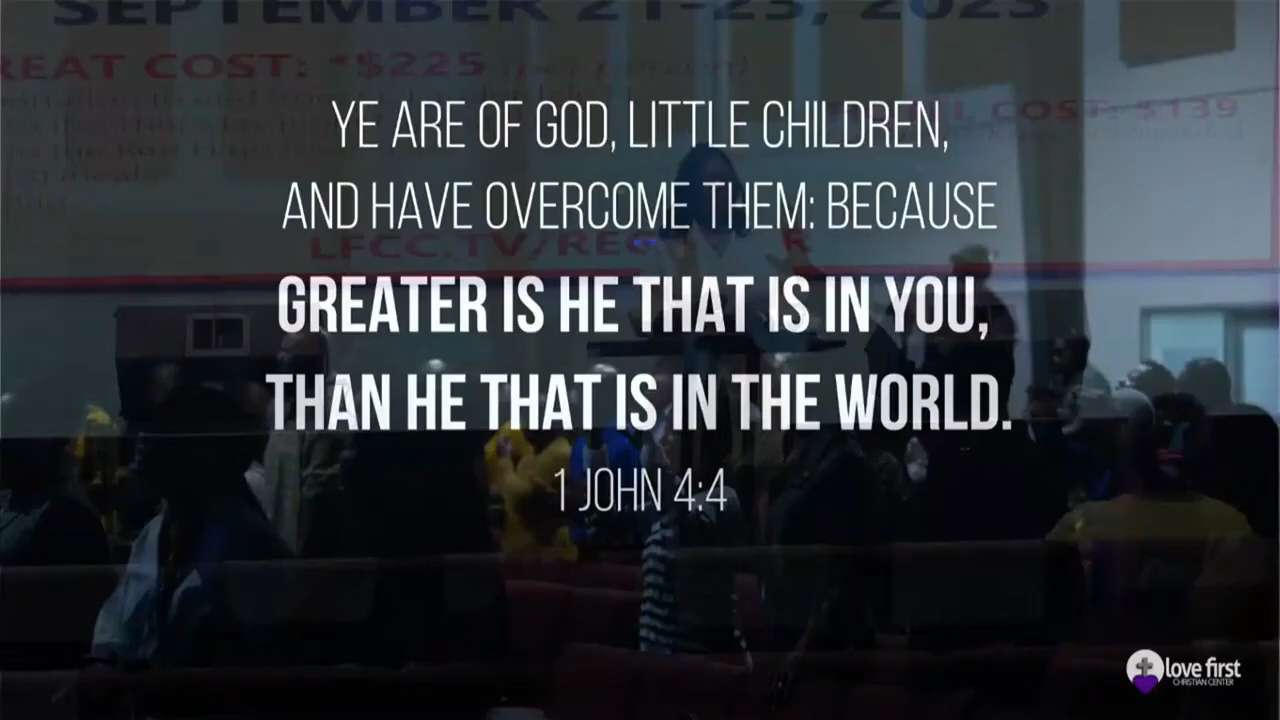 SEPTEMBER 21-23, 2023
REAT COST: *$225 (per person)
COST: $139
YE ARE OF GOD, LITTLE CHILDREN,
AND HAVE OVERCOME THEM: BECAUSE
LFCC.TV/REG R
GREATER IS HE THAT IS IN YOU,
THAN HE THAT IS IN THE WORLD.
1 JOHN 4:4
love first
CHRISTIAN CENTER